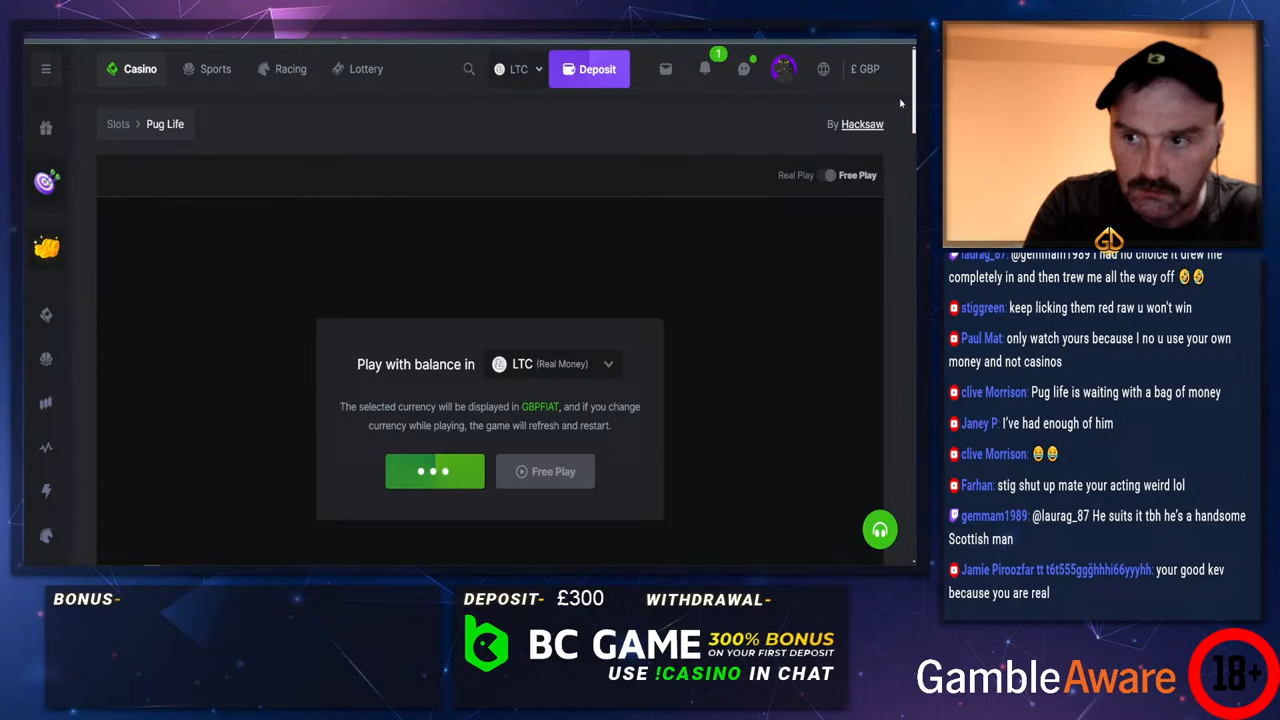 Casino
Sports
Racing
Lottery
LTC
Deposit
1
£ GBP
Slots > Pug Life
By Hacksaw
Real Play
Free Play
Play with balance in
LTC (Real Money)
The selected currency will be displayed in GBPFIAT, and if you change
currency while playing, the game will refresh and restart.
Free Play
GD
laurag_87: @gemmam1989 I had no choice it drew me
completely in and then trew me all the way off 🤣🤣
stiggreen: keep licking them red raw u won't win
Paul Mat: only watch yours because I no u use your own
money and not casinos
clive Morrison: Pug life is waiting with a bag of money
Janey P: I've had enough of him
clive Morrison: 😂😂
Farhan: stig shut up mate your acting weird lol
gemmam1989: @laurag_87 He suits it tbh he's a handsome
Scottish man
Jamie Piroozfar tt t6t555ggğhhhi66yyyhh: your good kev
because you are real
BONUS-
DEPOSIT- £300
WITHDRAWAL-
BC GAME
300% BONUS
ON YOUR FIRST DEPOSIT
USE !CASINO IN CHAT
GambleAware
18+